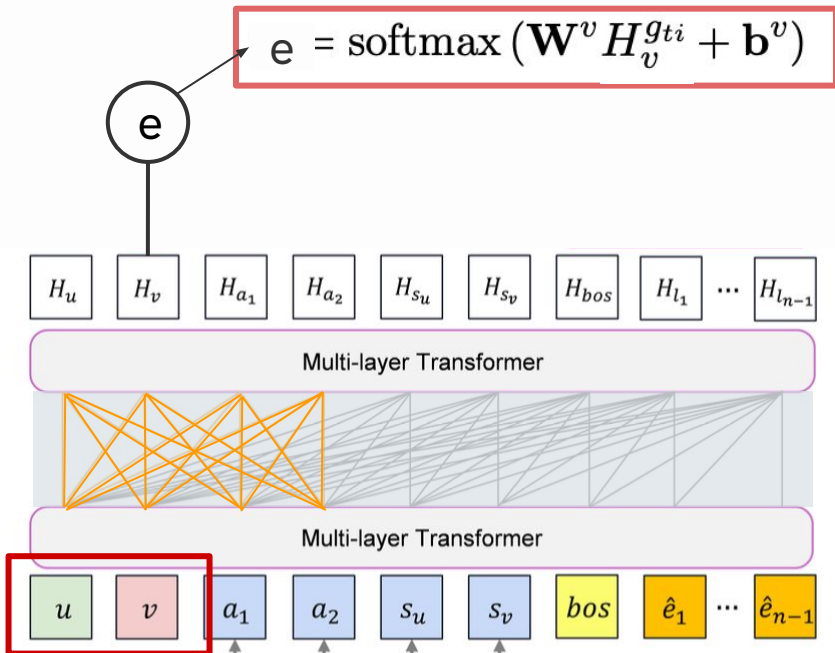 e = softmax (W^v H_v^{g_{ti}} + b^v)
e
H_u H_v H_{a_1} H_{a_2} H_{s_u} H_{s_v} H_{bos} H_{l_1} ... H_{l_{n-1}}
Multi-layer Transformer
Multi-layer Transformer
u v a_1 a_2 s_u s_v bos ê_1 ... ê_{n-1}